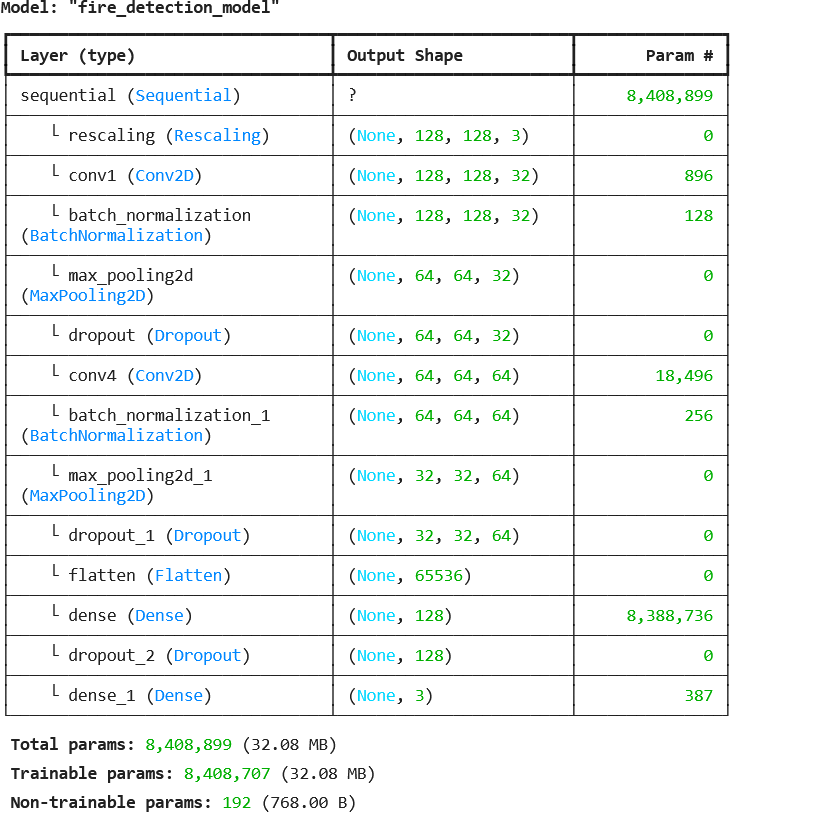 Model: "fire_detection_model"
Layer (type) Output Shape Param #
sequential (Sequential) ? 8,408,899
└ rescaling (Rescaling) (None, 128, 128, 3) 0
└ conv1 (Conv2D) (None, 128, 128, 32) 896
└ batch_normalization (None, 128, 128, 32) 128
(BatchNormalization)
└ max_pooling2d (None, 64, 64, 32) 0
(MaxPooling2D)
└ dropout (Dropout) (None, 64, 64, 32) 0
└ conv4 (Conv2D) (None, 64, 64, 64) 18,496
└ batch_normalization_1 (None, 64, 64, 64) 256
(BatchNormalization)
└ max_pooling2d_1 (None, 32, 32, 64) 0
(MaxPooling2D)
└ dropout_1 (Dropout) (None, 32, 32, 64) 0
└ flatten (Flatten) (None, 65536) 0
└ dense (Dense) (None, 128) 8,388,736
└ dropout_2 (Dropout) (None, 128) 0
└ dense_1 (Dense) (None, 3) 387
Total params: 8,408,899 (32.08 MB)
Trainable params: 8,408,707 (32.08 MB)
Non-trainable params: 192 (768.00 B)